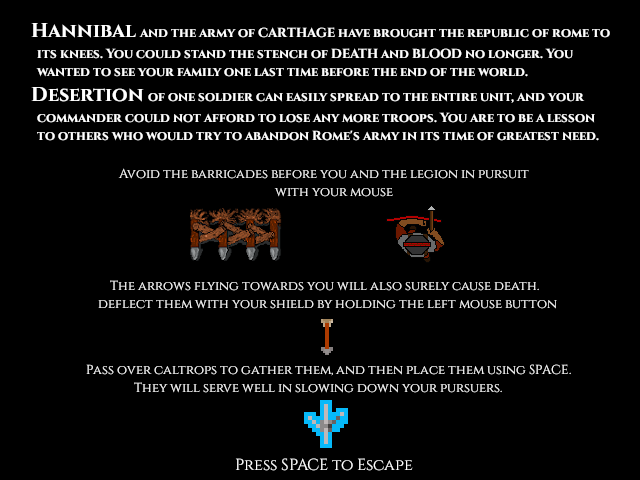 Hannibal and the army of Carthage have brought the republic of rome to
its knees. You could stand the stench of death and blood no longer. You
wanted to see your family one last time before the end of the world.
Desertion of one soldier can easily spread to the entire unit, and your
commander could not afford to lose any more troops. You are to be a lesson
to others who would try to abandon Rome's army in its time of greatest need.
Avoid the barricades before you and the legion in pursuit
with your mouse
The arrows flying towards you will also surely cause death.
deflect them with your shield by holding the left mouse button
Pass over caltrops to gather them, and then place them using SPACE.
They will serve well in slowing down your pursuers.
Press SPACE to Escape